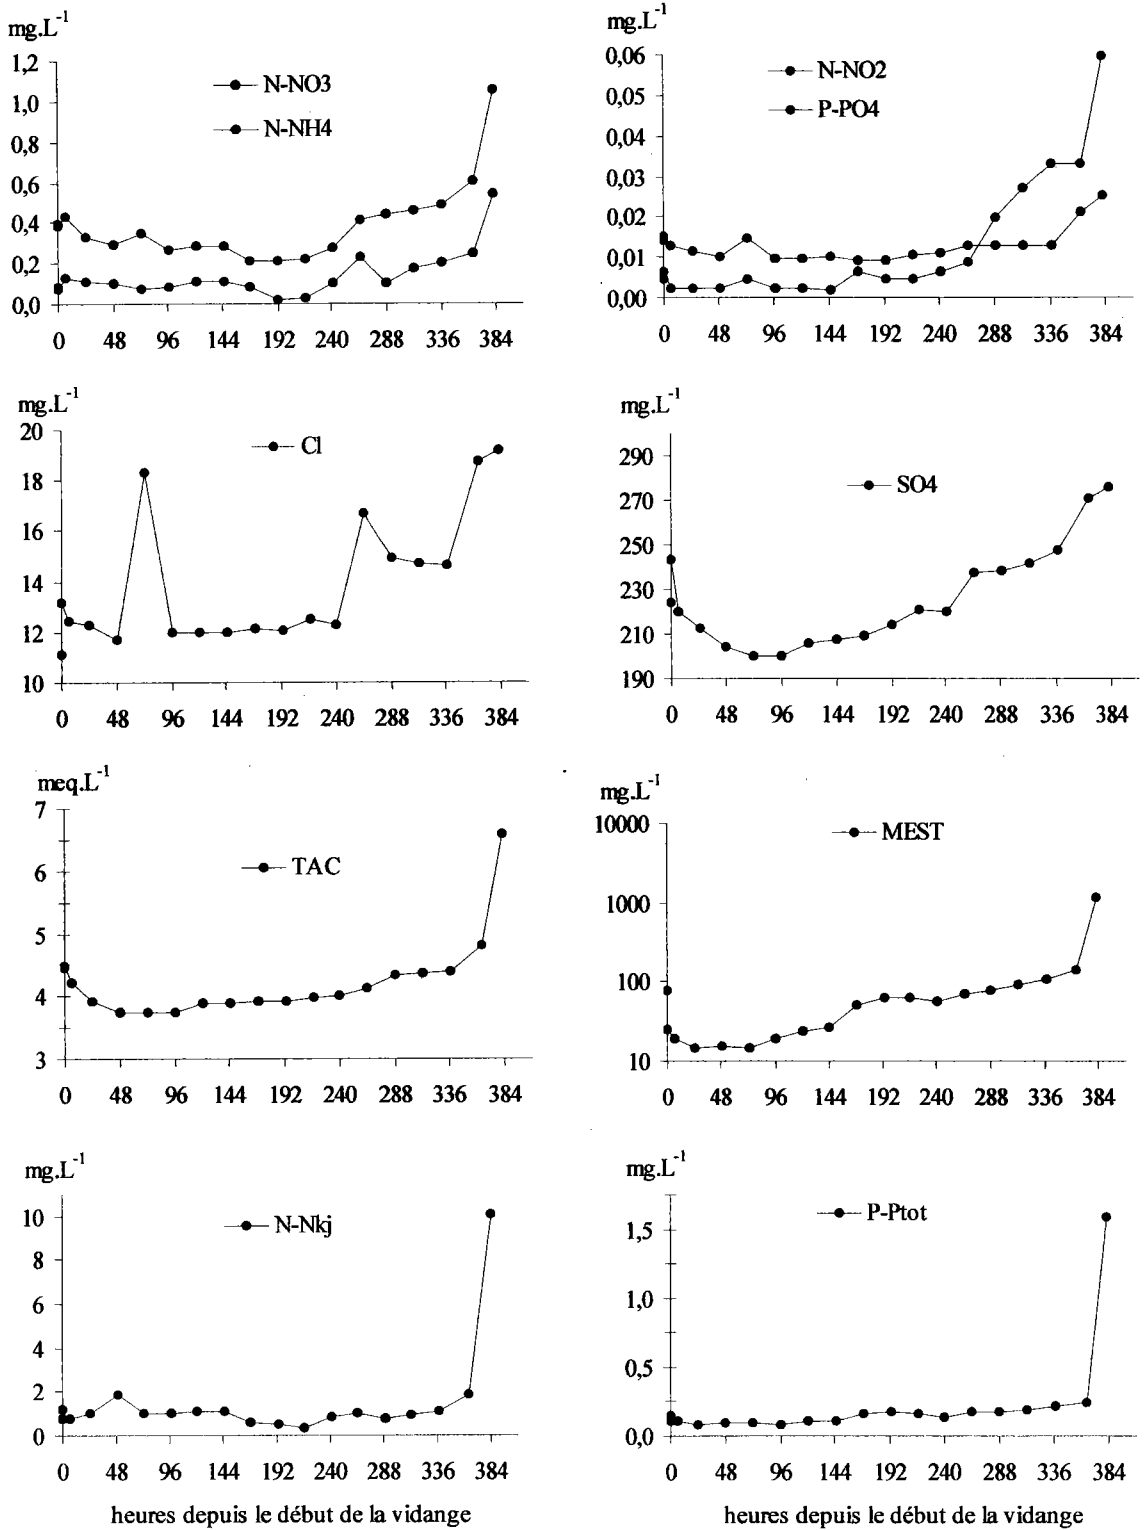 mg.L-1
1,2
1,0
0,8
0,6
0,4
0,2
0,0
N-NO3
N-NH4
0 48 96 144 192 240 288 336 384
mg.L-1
0,06
0,05
0,04
0,03
0,02
0,01
0,00
N-NO2
P-PO4
0 48 96 144 192 240 288 336 384
mg.L-1
20
18
16
14
12
10
Cl
0 48 96 144 192 240 288 336 384
mg.L-1
290
270
250
230
210
190
SO4
0 48 96 144 192 240 288 336 384
meq.L-1
7
6
5
4
3
TAC
0 48 96 144 192 240 288 336 384
mg.L-1
10000
1000
100
10
MEST
0 48 96 144 192 240 288 336 384
mg.L-1
10
8
6
4
2
0
N-Nkj
0 48 96 144 192 240 288 336 384
heures depuis le début de la vidange
mg.L-1
1,5
1,0
0,5
0,0
P-Ptot
0 48 96 144 192 240 288 336 384
heures depuis le début de la vidange